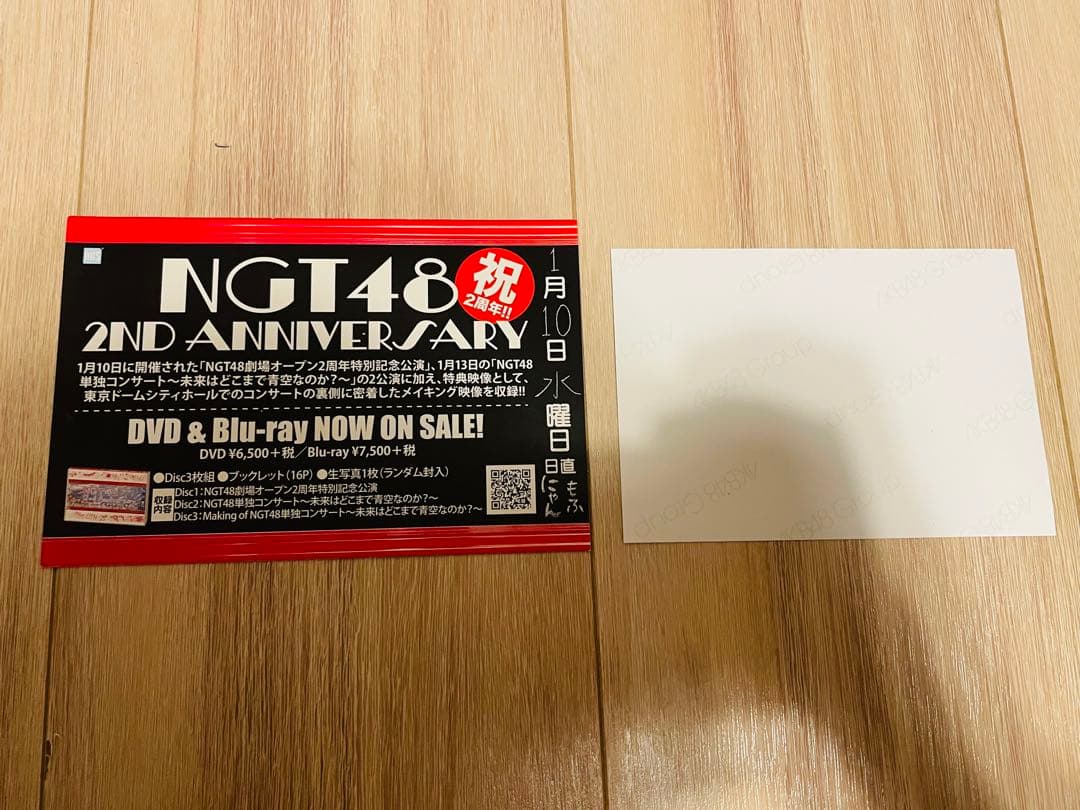 NGT48
祝
2周年!!
2ND ANNIVERSARY
1月10日に開催された「NGT48劇場オープン2周年特別記念公演」、1月13日の「NGT48
単独コンサート〜未来はどこまで青空なのか?〜」の2公演に加え、特典映像として、
東京ドームシティホールでのコンサートの裏側に密着したメイキング映像を収録!!
DVD & Blu-ray NOW ON SALE!
DVD ¥6,500+税/Blu-ray ¥7,500+税
●Disc3枚組 ●ブックレット(16P) ●生写真1枚(ランダム封入)
収録
内容
Disc1:NGT48劇場オープン2周年特別記念公演
Disc2:NGT48単独コンサート〜未来はどこまで青空なのか?〜
Disc3:Making of NGT48単独コンサート〜未来はどこまで青空なのか?〜
1月10日水曜日
日直
もふ
にゃん
AKB48 Group
AKB48 Group
AKB48 Group